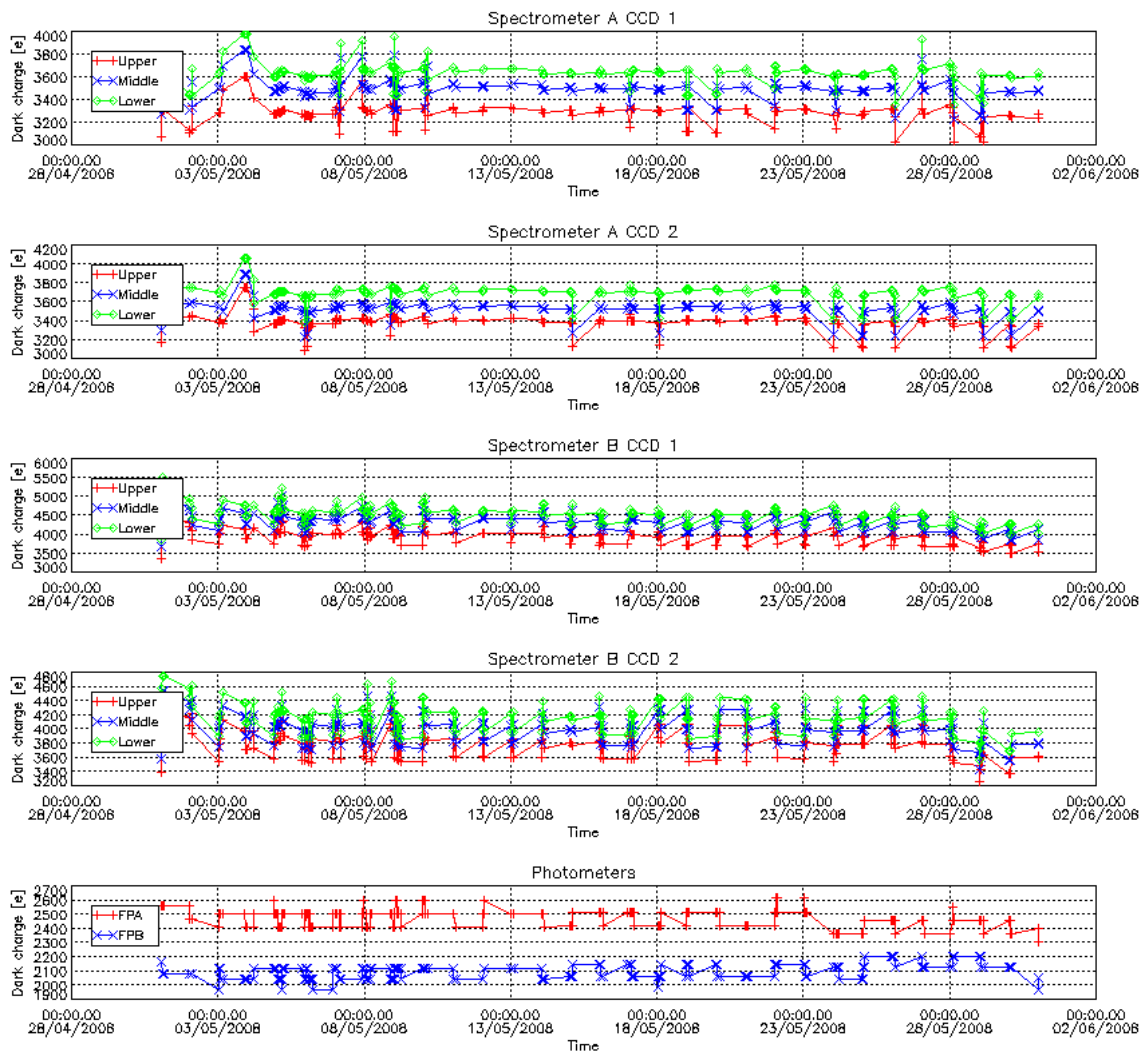 Spectrometer A CCD 1
Dark charge [e]
4000
3800
3600
3400
3200
3000
Upper
Middle
Lower
00:00.00 00:00.00 00:00.00 00:00.00 00:00.00 00:00.00 00:00.00 00:00.00
28/04/2008 03/05/2008 08/05/2008 13/05/2008 18/05/2008 23/05/2008 28/05/2008 02/06/2008
Time
Spectrometer A CCD 2
Dark charge [e]
4200
4000
3800
3600
3400
3200
3000
Upper
Middle
Lower
00:00.00 00:00.00 00:00.00 00:00.00 00:00.00 00:00.00 00:00.00 00:00.00
28/04/2008 03/05/2008 08/05/2008 13/05/2008 18/05/2008 23/05/2008 28/05/2008 02/06/2008
Time
Spectrometer B CCD 1
Dark charge [e]
6000
5500
5000
4500
4000
3500
3000
Upper
Middle
Lower
00:00.00 00:00.00 00:00.00 00:00.00 00:00.00 00:00.00 00:00.00 00:00.00
28/04/2008 03/05/2008 08/05/2008 13/05/2008 18/05/2008 23/05/2008 28/05/2008 02/06/2008
Time
Spectrometer B CCD 2
Dark charge [e]
4800
4600
4400
4200
4000
3800
3600
3400
3200
Upper
Middle
Lower
00:00.00 00:00.00 00:00.00 00:00.00 00:00.00 00:00.00 00:00.00 00:00.00
28/04/2008 03/05/2008 08/05/2008 13/05/2008 18/05/2008 23/05/2008 28/05/2008 02/06/2008
Time
Photometers
Dark charge [e]
2700
2600
2500
2400
2300
2200
2100
2000
1900
FPA
FPB
00:00.00 00:00.00 00:00.00 00:00.00 00:00.00 00:00.00 00:00.00 00:00.00
28/04/2008 03/05/2008 08/05/2008 13/05/2008 18/05/2008 23/05/2008 28/05/2008 02/06/2008
Time